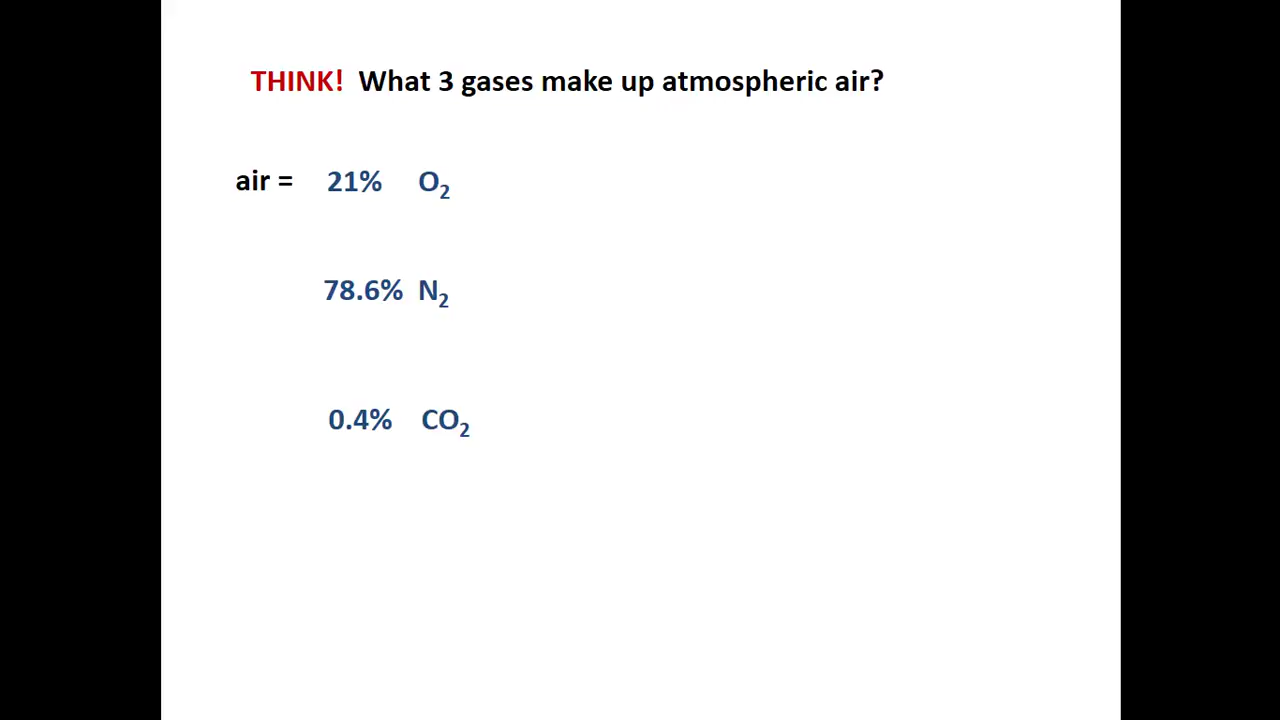 THINK! What 3 gases make up atmospheric air?
air = 21% O₂
78.6% N₂
0.4% CO₂